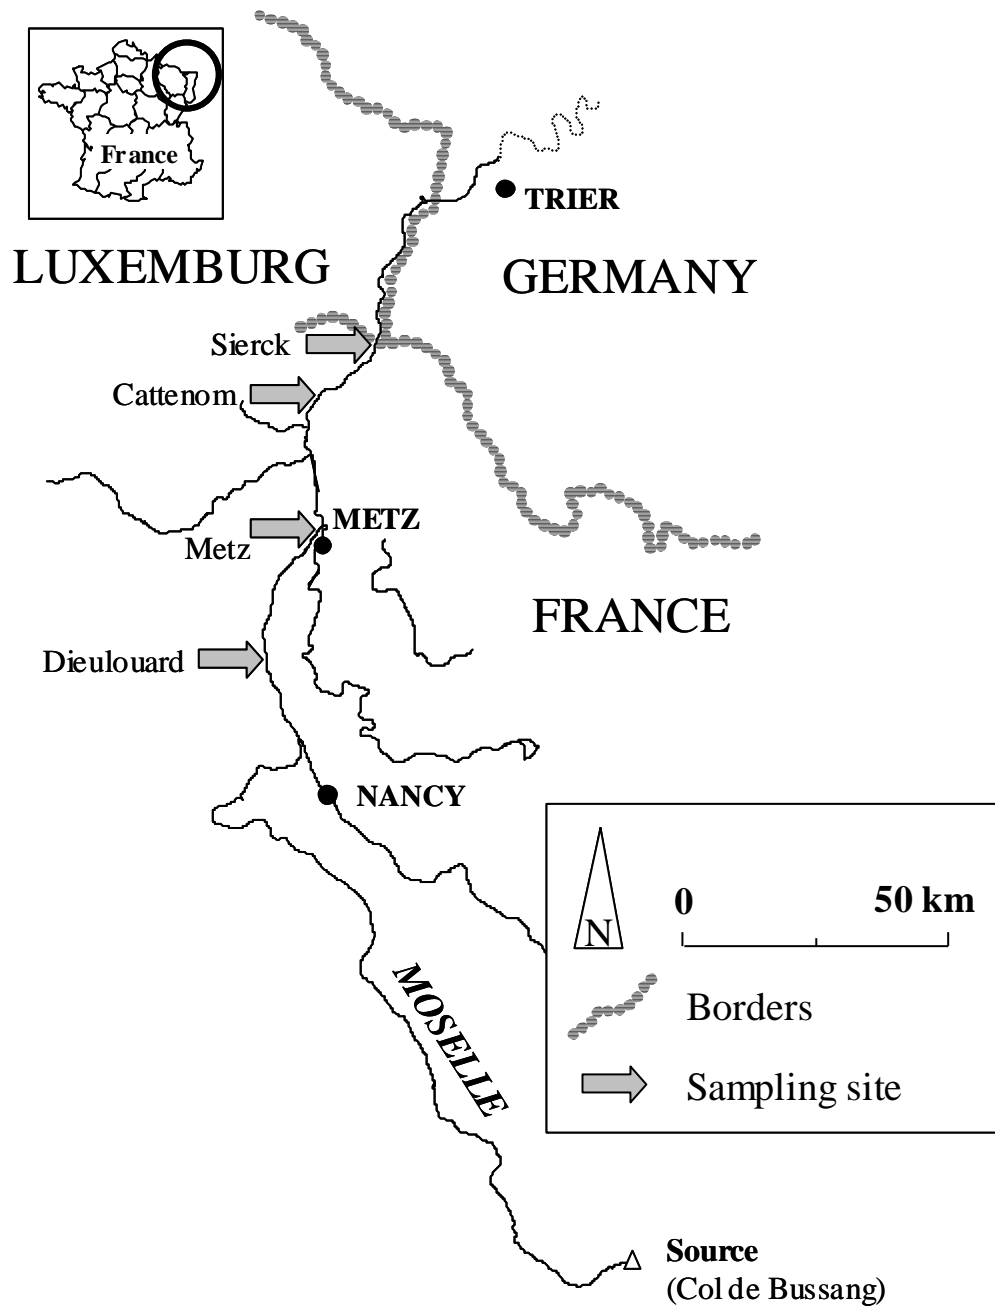 France
TRIER
LUXEMBURG
GERMANY
Sierck
Cattenom
METZ
Metz
FRANCE
Dieulouard
NANCY
0 50 km
N
Borders
MOSELLE
Sampling site
Source
(Col de Bussang)